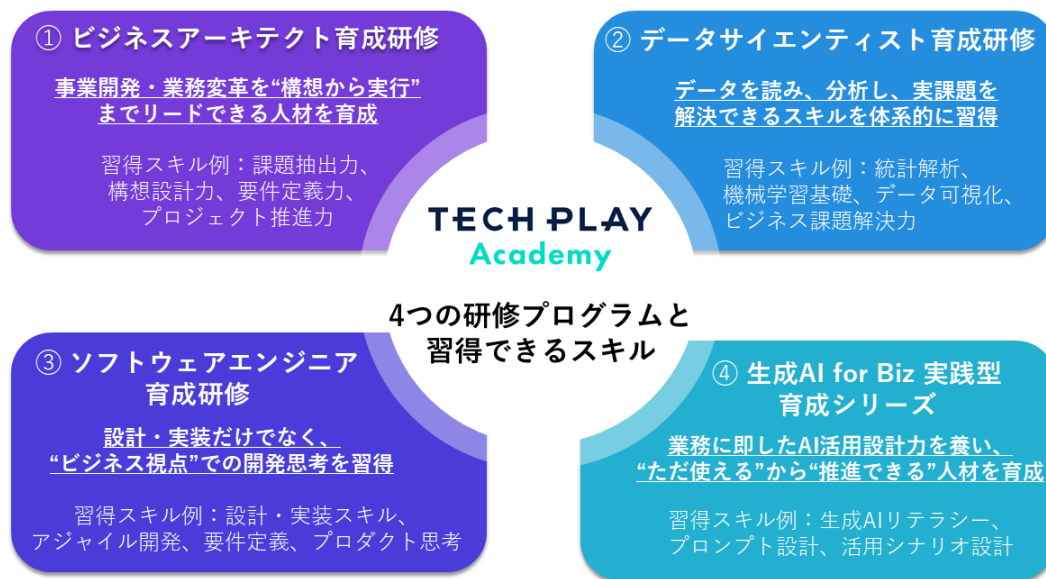 ① ビジネスアーキテクト育成研修
事業開発・業務変革を“構想から実行”
までリードできる人材を育成
習得スキル例：課題抽出力、
構想設計力、要件定義力、
プロジェクト推進力
② データサイエンティスト育成研修
データを読み、分析し、実課題を
解決できるスキルを体系的に習得
習得スキル例：統計解析、
機械学習基礎、データ可視化、
ビジネス課題解決力
TECH PLAY
Academy
4つの研修プログラムと
習得できるスキル
③ ソフトウェアエンジニア
育成研修
設計・実装だけでなく、
“ビジネス視点”での開発思考を習得
習得スキル例：設計・実装スキル、
アジャイル開発、要件定義、プロダクト思考
④ 生成AI for Biz 実践型
育成シリーズ
業務に即したAI活用設計力を養い、
“ただ使える”から“推進できる”人材を育成
習得スキル例：生成AIリテラシー、
プロンプト設計、活用シナリオ設計